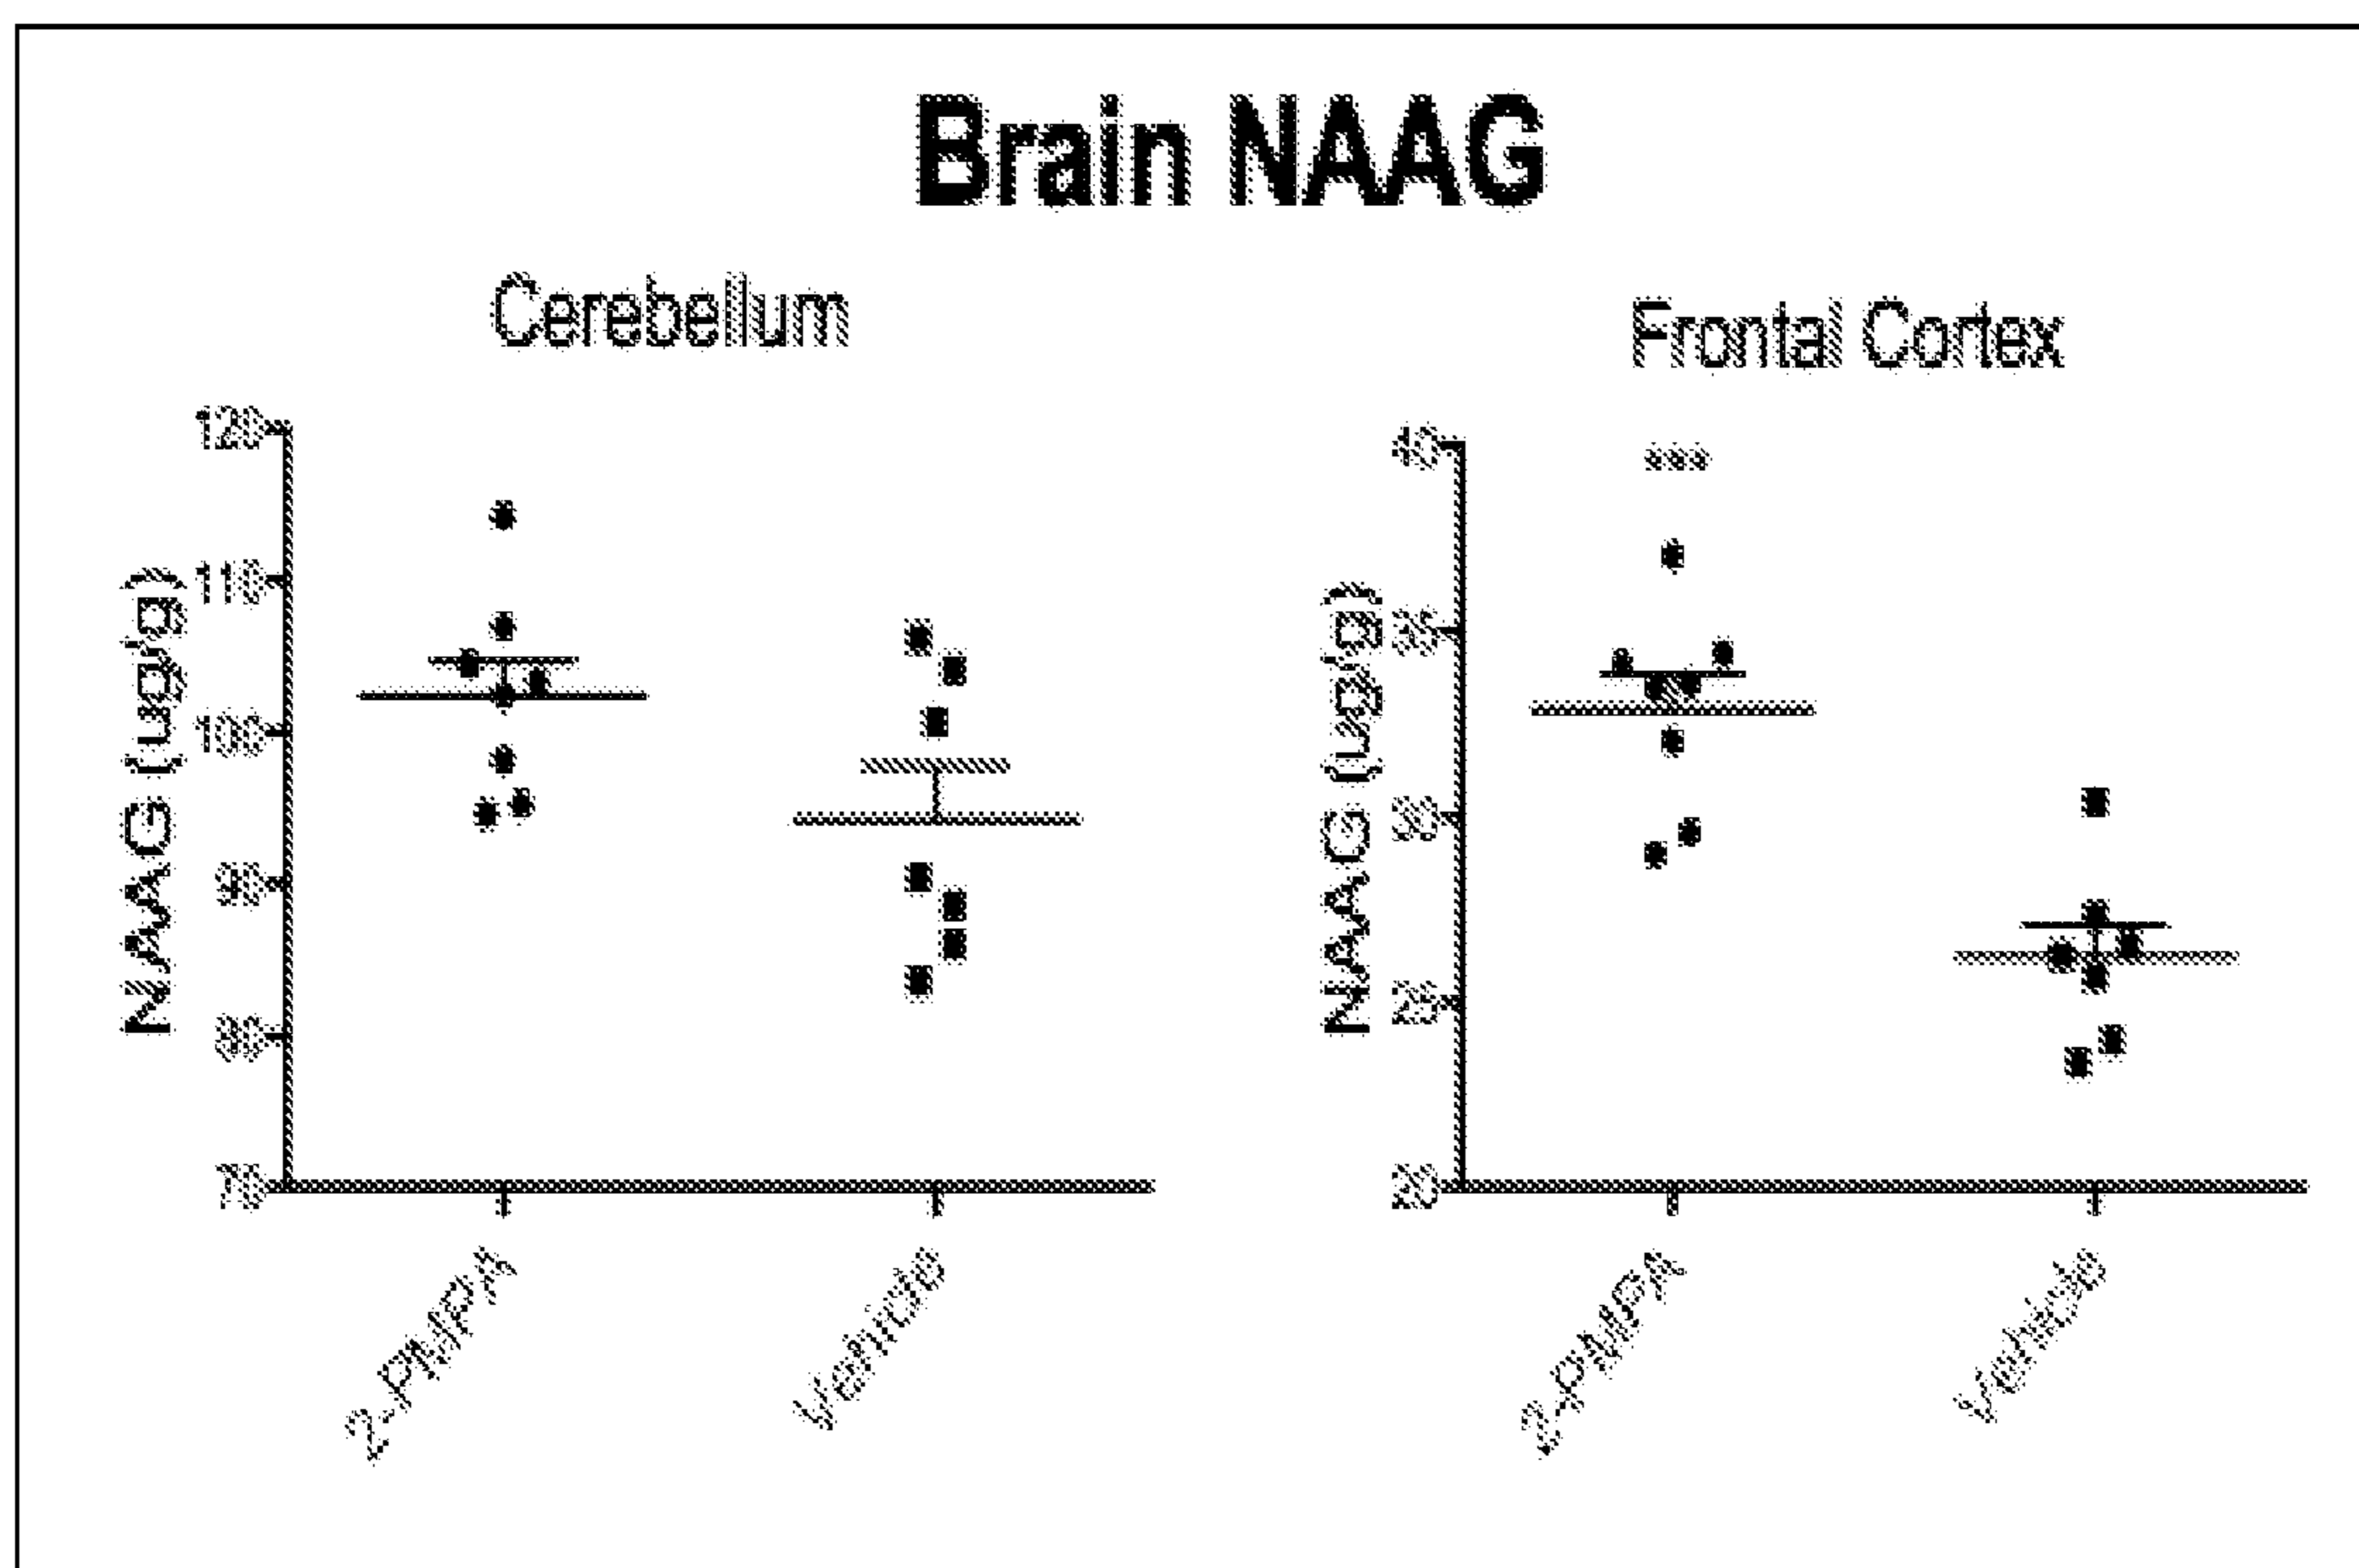 Brain NAAG
Cerebellum
Frontal Cortex
NAAG (ug/g)
120
110
100
90
80
70
2-PMPA
Vehicle
NAAG (ug/g)
40
***
35
30
25
20
2-PMPA
Vehicle